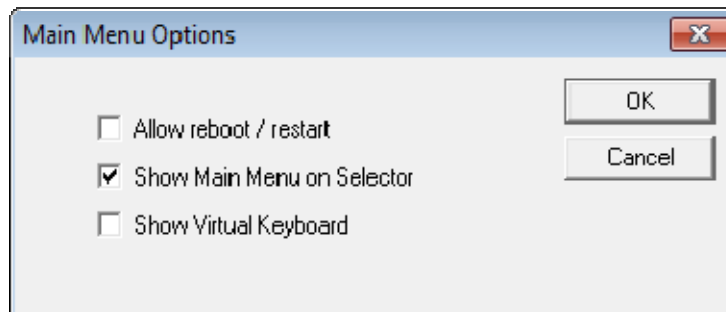 Main Menu Options
OK
Allow reboot / restart
Cancel
Show Main Menu on Selector
Show Virtual Keyboard